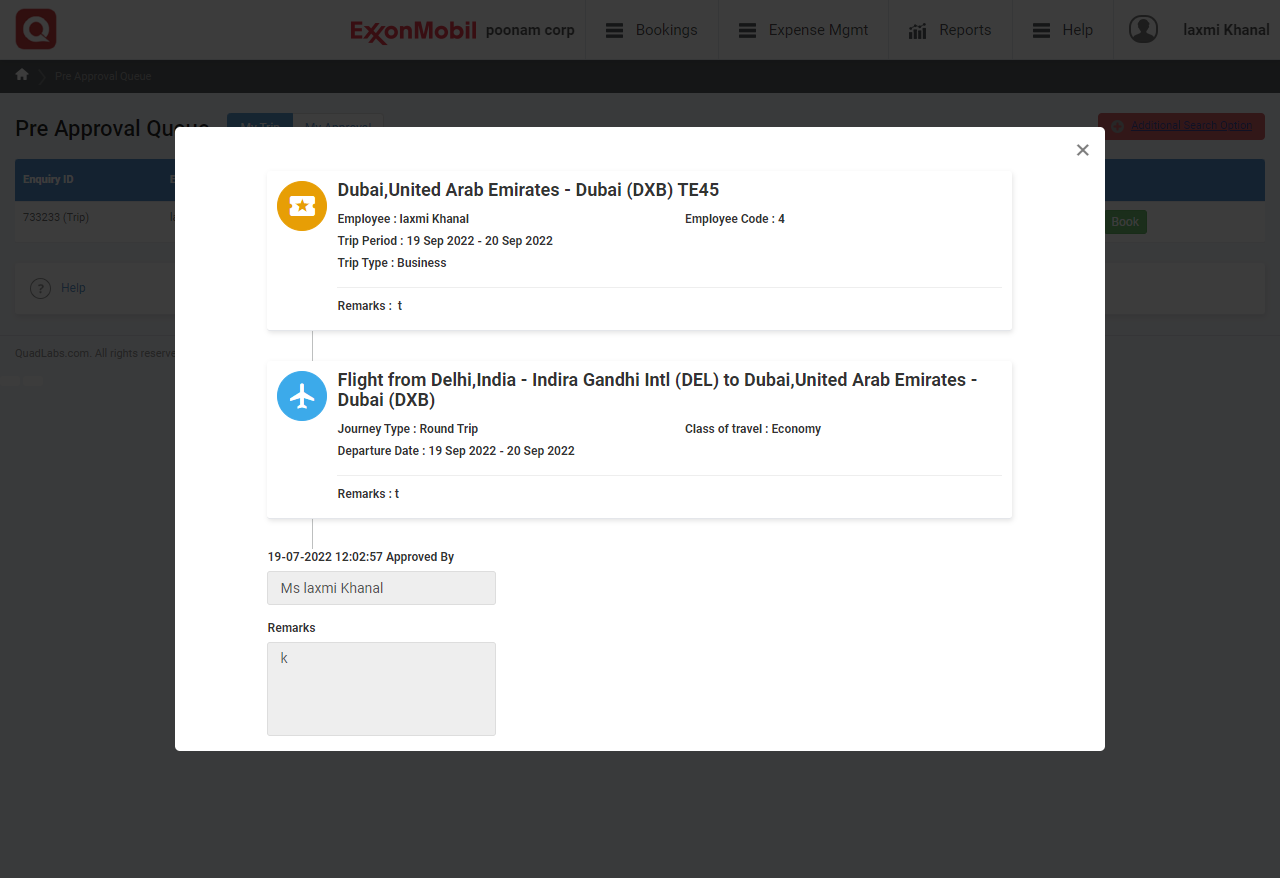 ExxonMobil poonam corp Bookings Expense Mgmt Reports Help laxmi Khanal
Pre Approval Queue
Pre Approval Queue My Trip My Approval Additional Search Option
Enquiry ID
733233 (Trip) Book
Help
QuadLabs.com. All rights reserve
×
Dubai,United Arab Emirates - Dubai (DXB) TE45
Employee : laxmi Khanal Employee Code : 4
Trip Period : 19 Sep 2022 - 20 Sep 2022
Trip Type : Business
Remarks : t
Flight from Delhi,India - Indira Gandhi Intl (DEL) to Dubai,United Arab Emirates -
Dubai (DXB)
Journey Type : Round Trip Class of travel : Economy
Departure Date : 19 Sep 2022 - 20 Sep 2022
Remarks : t
19-07-2022 12:02:57 Approved By
Ms laxmi Khanal
Remarks
k